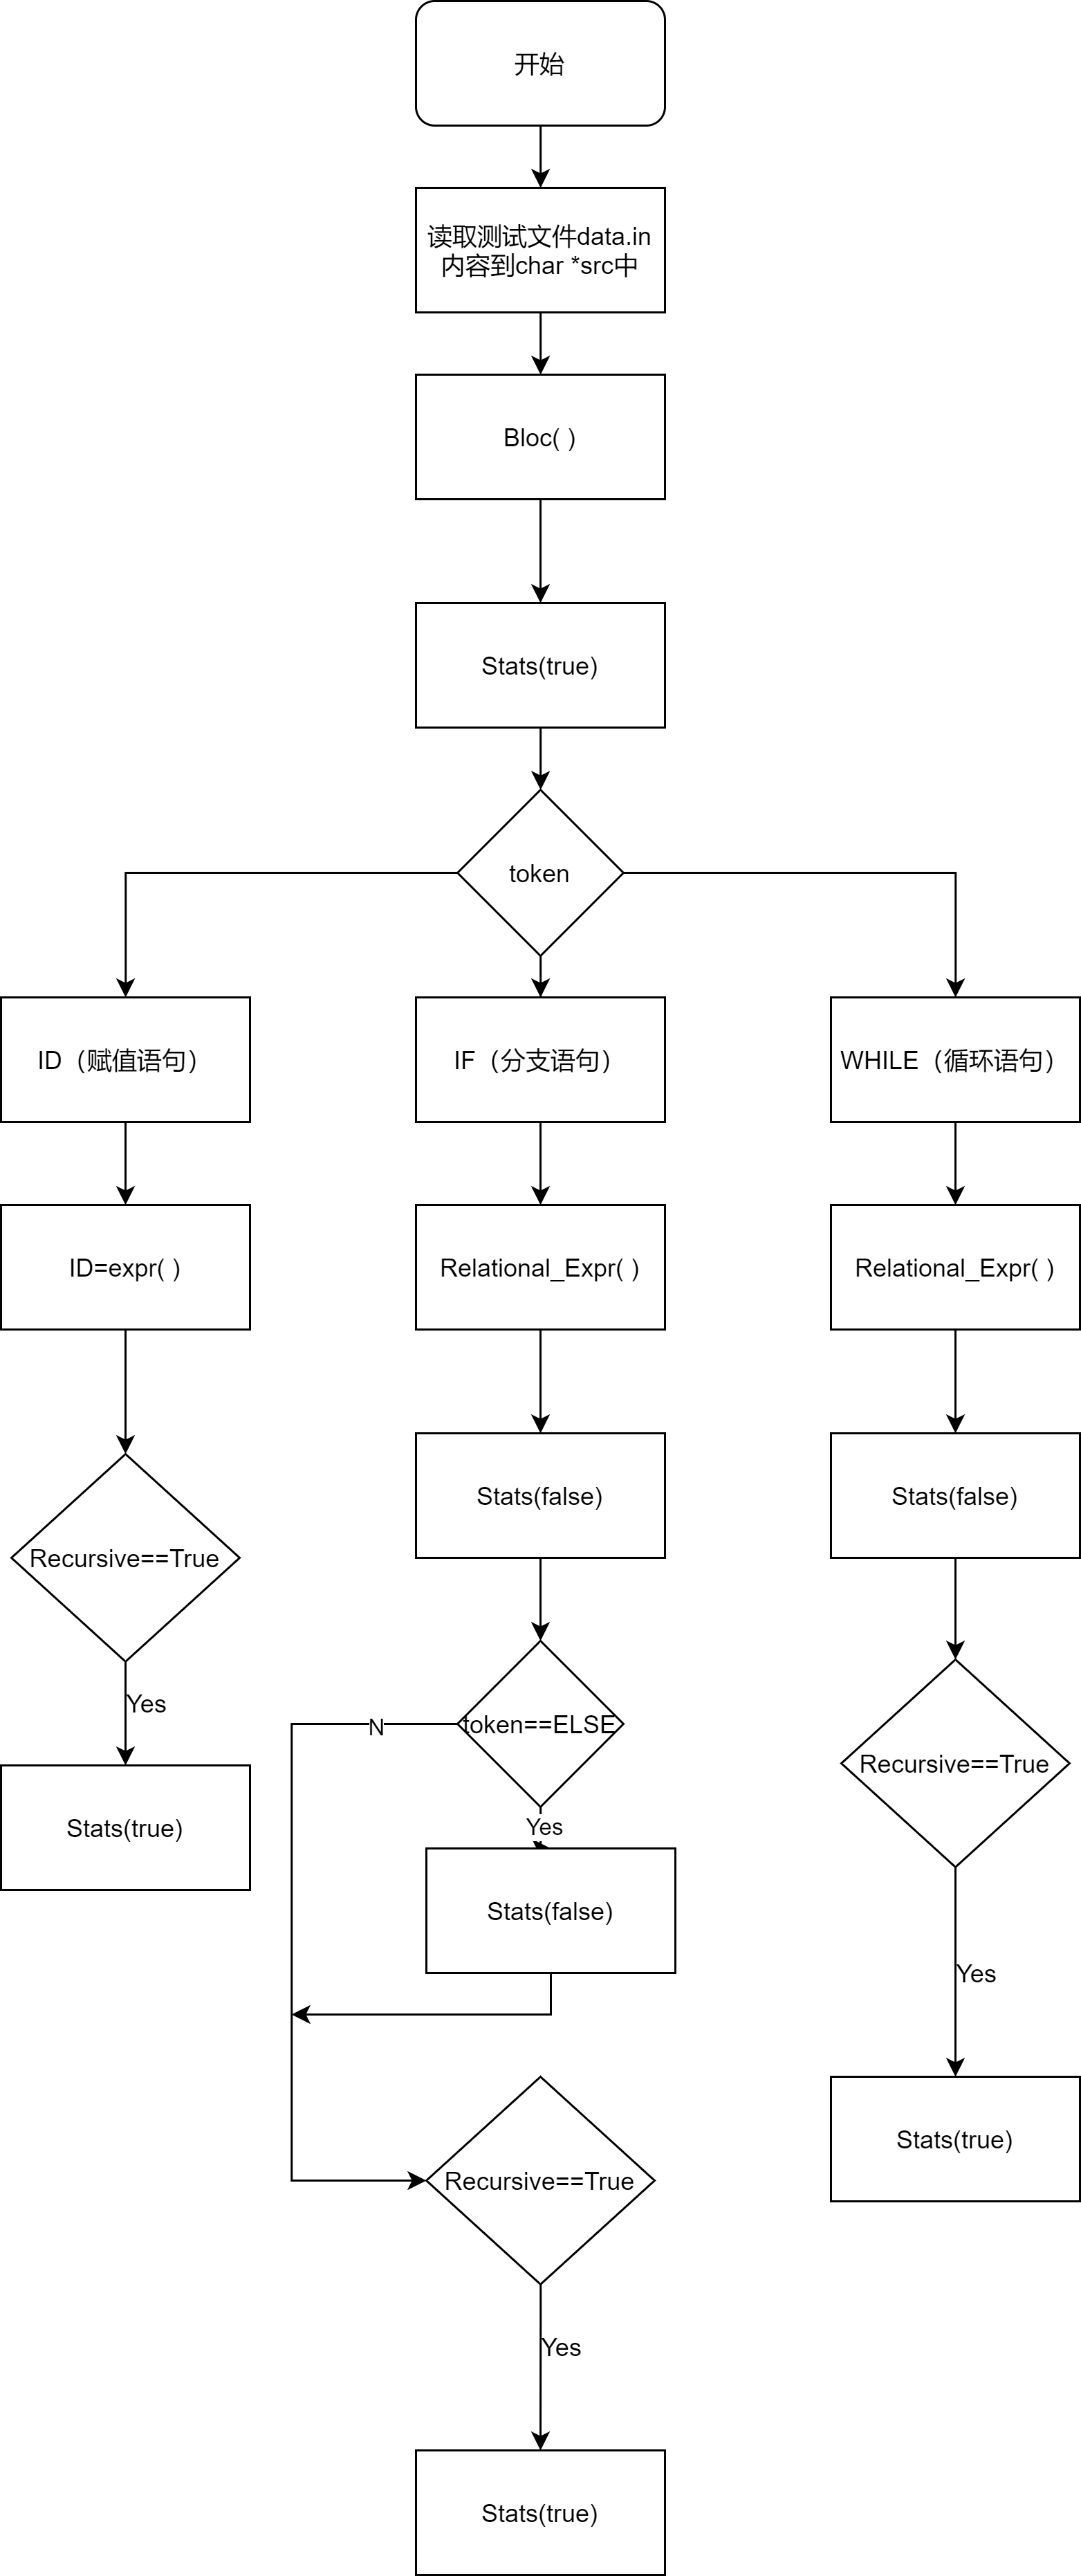 开始
读取测试文件data.in
内容到char *src中
Bloc( )
Stats(true)
token
ID（赋值语句）
IF（分支语句）
WHILE（循环语句）
ID=expr( )
Relational_Expr( )
Relational_Expr( )
Stats(false)
Stats(false)
Recursive==True
Yes
token==ELSE
N
Recursive==True
Stats(true)
Yes
Stats(false)
Yes
Stats(true)
Recursive==True
Yes
Stats(true)